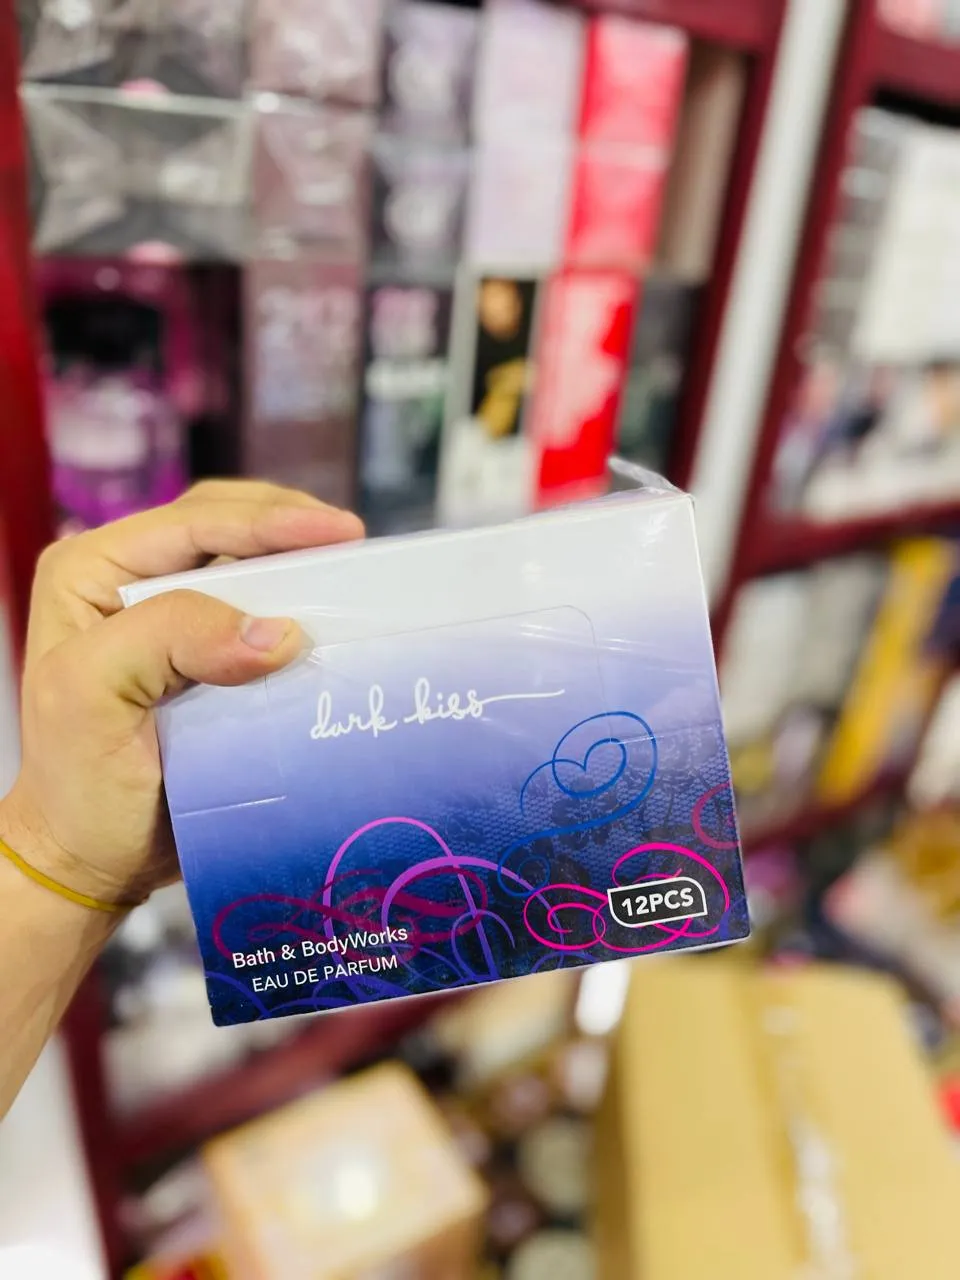 dark kiss
12PCS
Bath & BodyWorks
EAU DE PARFUM